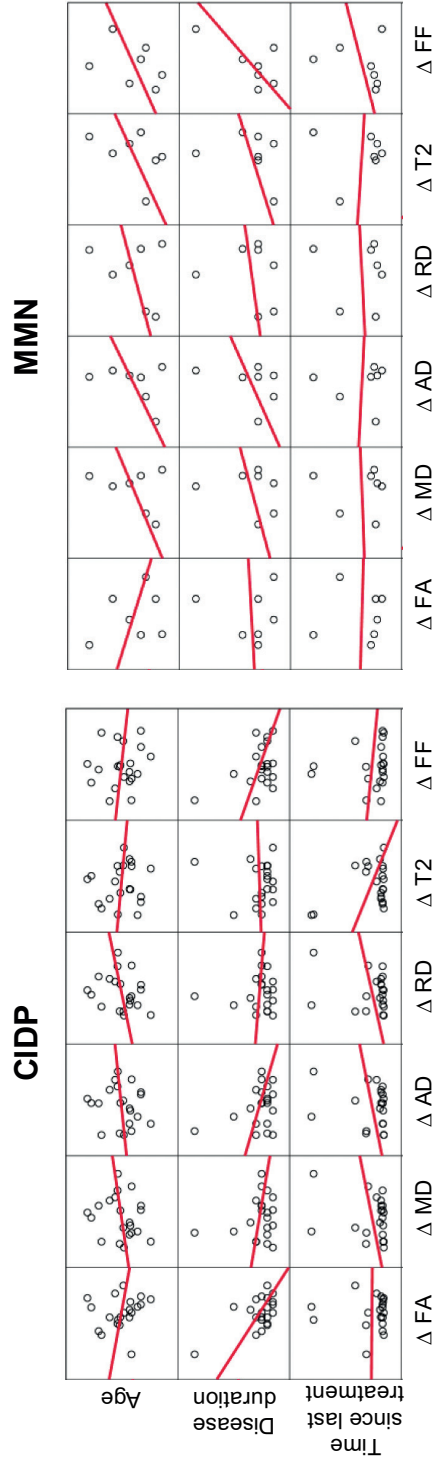 CIDP
MMN
Age
Disease
duration
Time
since last
treatment
Δ FA
Δ MD
Δ AD
Δ RD
Δ T2
Δ FF
Δ FA
Δ MD
Δ AD
Δ RD
Δ T2
Δ FF